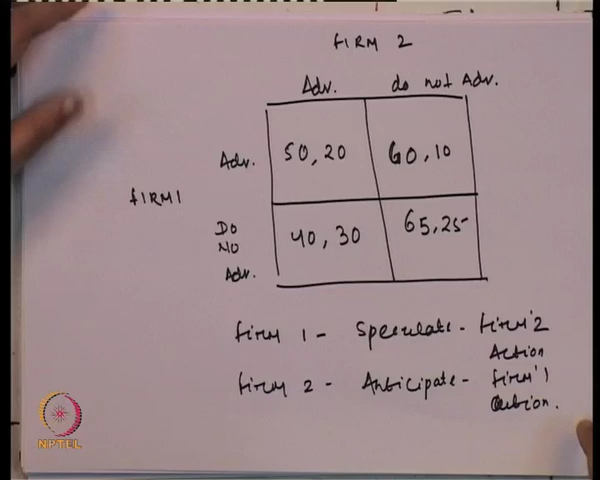 FIRM 2
Adv. do not Adv.
Adv. 50, 20 60, 10
FIRM 1
DO 40, 30 65, 25
NO
Adv.
Firm 1 - Speculate - Firm'2
Action
Firm 2 - Anticipate - Firm'1
Action.
NPTEL